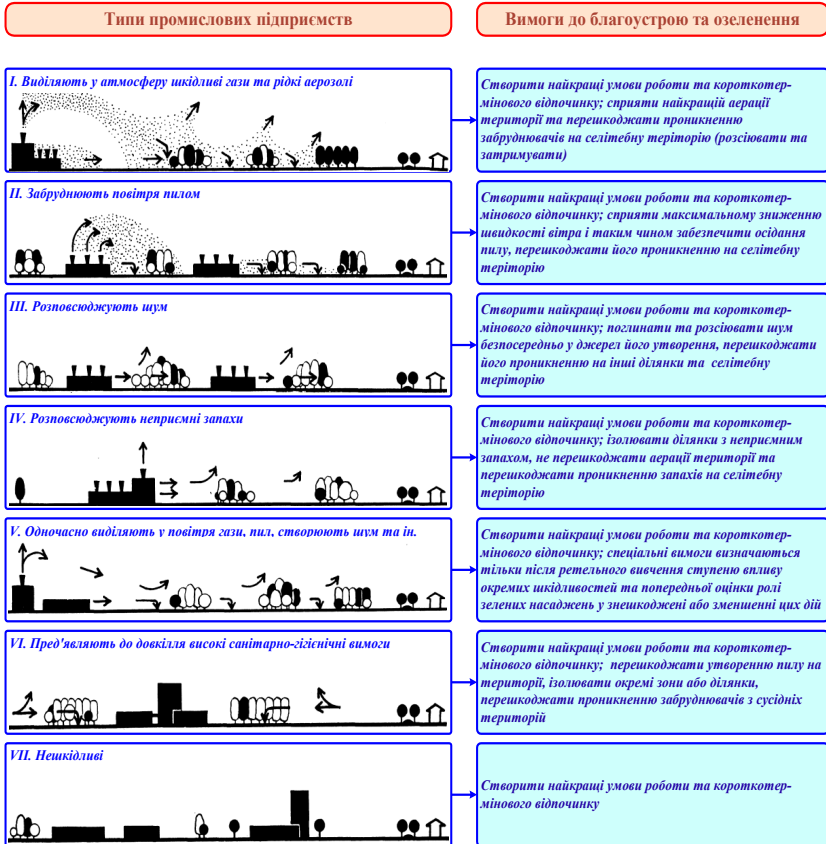 Типи промислових підприємств
Вимоги до благоустрою та озеленення
I. Виділяють у атмосферу шкідливі гази та рідкі аерозолі
Створити найкращі умови роботи та короткотер-
мінового відпочинку; сприяти найкращій аерації
території та перешкоджати проникненню
забруднювачів на селітебну теріторію (розсіювати та
затримувати)
II. Забруднюють повітря пилом
Створити найкращі умови роботи та короткотер-
мінового відпочинку; сприяти максимальному зниженню
швидкості вітра і таким чином забезпечити осідання
пилу, перешкоджати його проникненню на селітебну
теріторію
III. Розповсюджують шум
Створити найкращі умови роботи та короткотер-
мінового відпочинку; поглинати та розсіювати шум
безпосередньо у джерел його утворення, перешкоджати
його проникненню на інші ділянки та селітебну
теріторію
IV. Розповсюджують неприємні запахи
Створити найкращі умови роботи та короткотер-
мінового відпочинку; ізолювати ділянки з неприємним
запахом, не перешкоджати аерації території та
перешкоджати проникненню запахів на селітебну
теріторію
V. Одночасно виділяють у повітря гази, пил, створюють шум та ін.
Створити найкращі умови роботи та короткотер-
мінового відпочинку; спеціальні вимоги визначаються
тільки після ретельного вивчення ступеню впливу
окремих шкідливостей та попередньої оцінки ролі
зелених насаджень у знешкоджені або зменшенні цих дій
VI. Пред'являють до довкілля високі санітарно-гігієнічні вимоги
Створити найкращі умови роботи та короткотер-
мінового відпочинку; перешкоджати утворенню пилу на
території, ізолювати окремі зони або ділянки,
перешкоджати проникненню забруднювачів з сусідніх
територій
VII. Нешкідливі
Створити найкращі умови роботи та короткотер-
мінового відпочинку